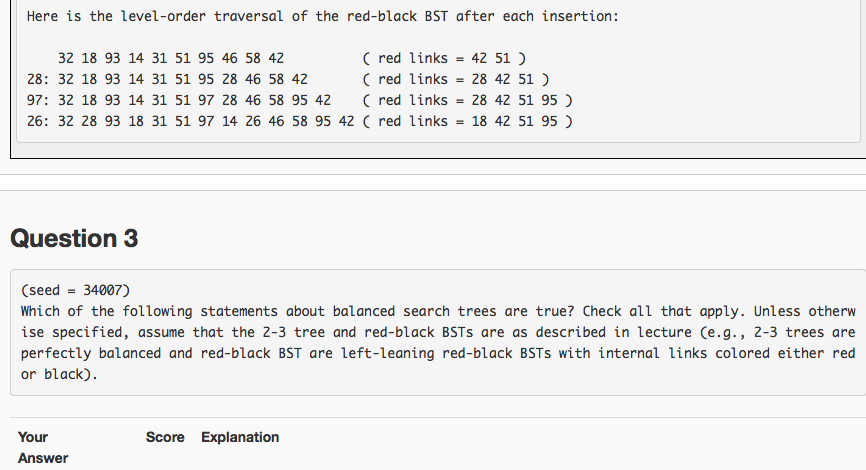 Here is the level-order traversal of the red-black BST after each insertion:
32 18 93 14 31 51 95 46 58 42 ( red links = 42 51 )
28: 32 18 93 14 31 51 95 28 46 58 42 ( red links = 28 42 51 )
97: 32 18 93 14 31 51 97 28 46 58 95 42 ( red links = 28 42 51 95 )
26: 32 28 93 18 31 51 97 14 26 46 58 95 42 ( red links = 18 42 51 95 )
Question 3
(seed = 34007)
Which of the following statements about balanced search trees are true? Check all that apply. Unless otherw
ise specified, assume that the 2-3 tree and red-black BSTs are as described in lecture (e.g., 2-3 trees are
perfectly balanced and red-black BST are left-leaning red-black BSTs with internal links colored either red
or black).
Your Answer Score Explanation